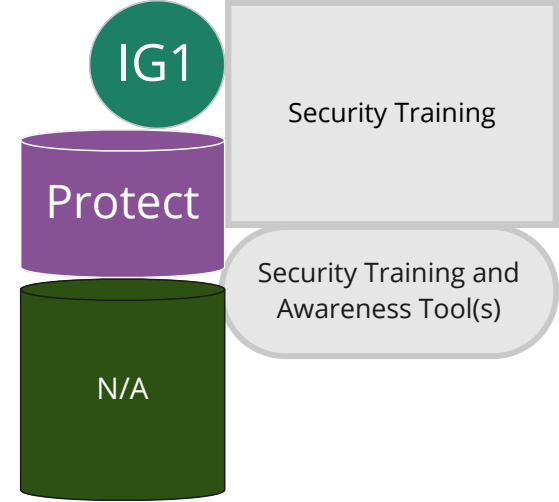 IG1
Security Training
Protect
Security Training and
Awareness Tool(s)
N/A